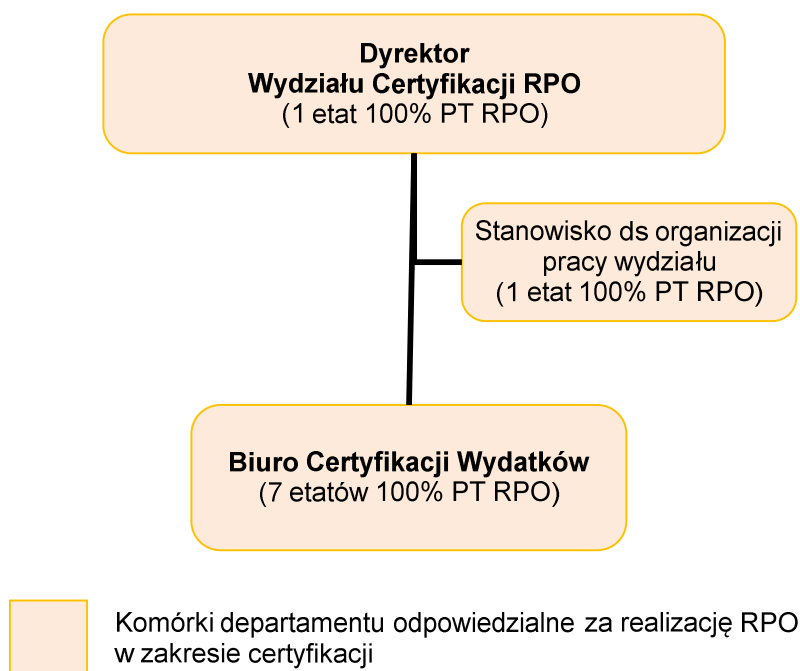 Dyrektor
Wydziału Certyfikacji RPO
(1 etat 100% PT RPO)
Stanowisko ds organizacji
pracy wydziału
(1 etat 100% PT RPO)
Biuro Certyfikacji Wydatków
(7 etatów 100% PT RPO)
Komórki departamentu odpowiedzialne za realizację RPO
w zakresie certyfikacji